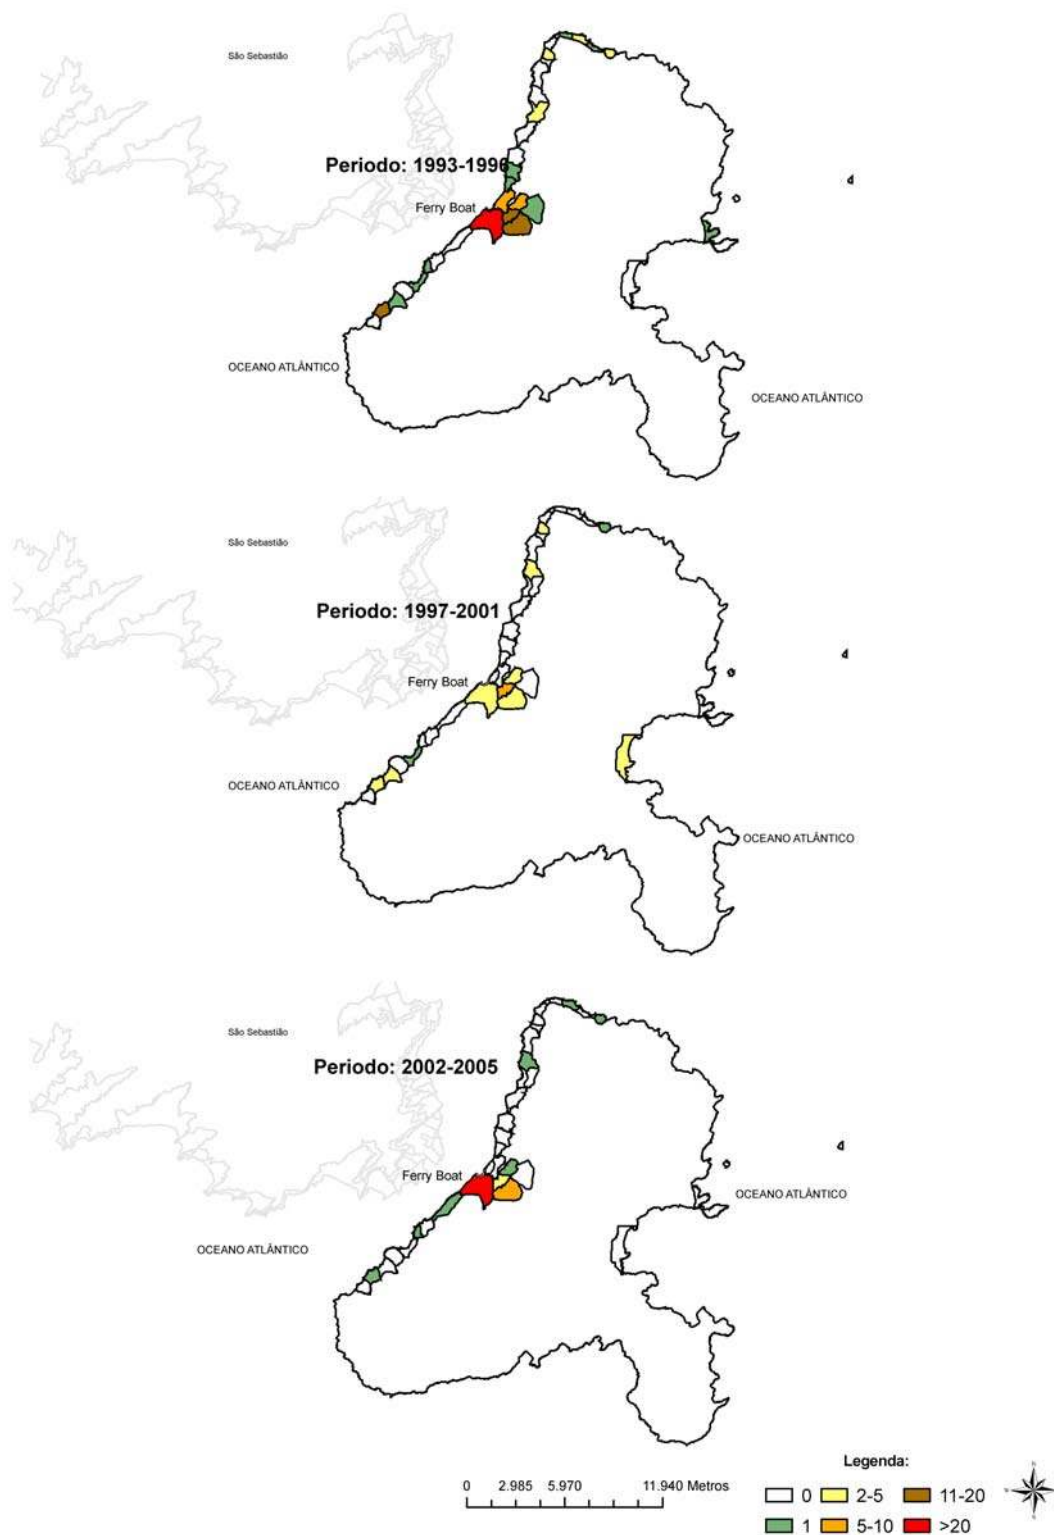 São Sebastião
Periodo: 1993-1996
Ferry Boat
OCEANO ATLÂNTICO
OCEANO ATLÂNTICO
São Sebastião
Periodo: 1997-2001
Ferry Boat
OCEANO ATLÂNTICO
OCEANO ATLÂNTICO
São Sebastião
Periodo: 2002-2005
Ferry Boat
OCEANO ATLÂNTICO
OCEANO ATLÂNTICO
Legenda:
0 2.985 5.970 11.940 Metros
0 2-5 11-20
1 5-10 >20